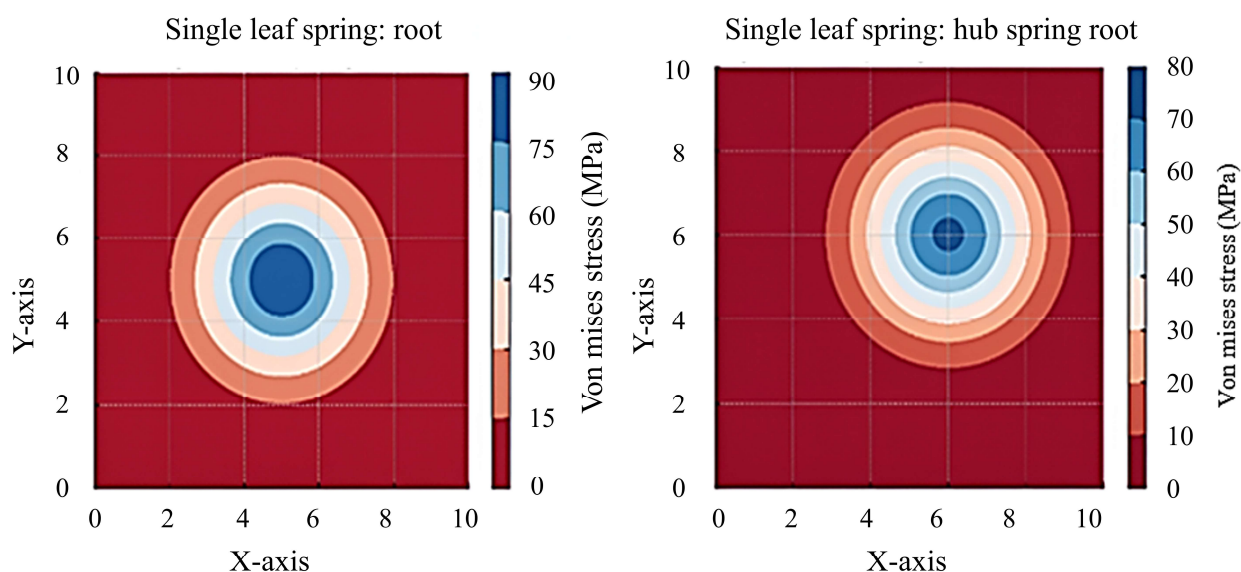 Single leaf spring: root
10
8
6
4
2
0
Y-axis
0 2 4 6 8 10
X-axis
90
75
60
45
30
15
0
Von mises stress (MPa)
Single leaf spring: hub spring root
10
8
6
4
2
0
Y-axis
0 2 4 6 8 10
X-axis
80
70
60
50
40
30
20
10
0
Von mises stress (MPa)